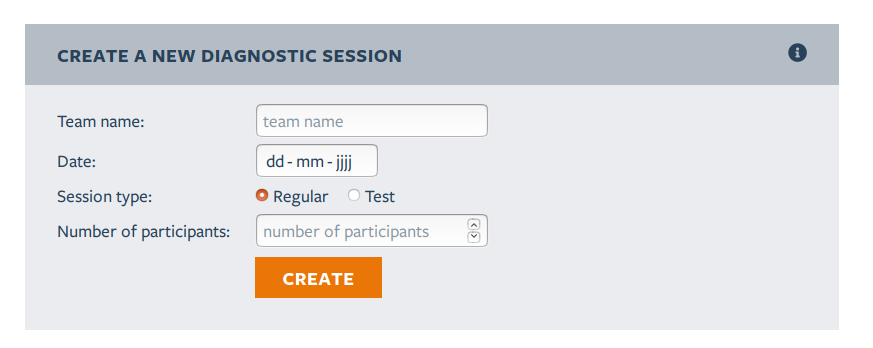 CREATE A NEW DIAGNOSTIC SESSION
Team name: team name
Date: dd - mm - jjjj
Session type: Regular Test
Number of participants: number of participants
CREATE